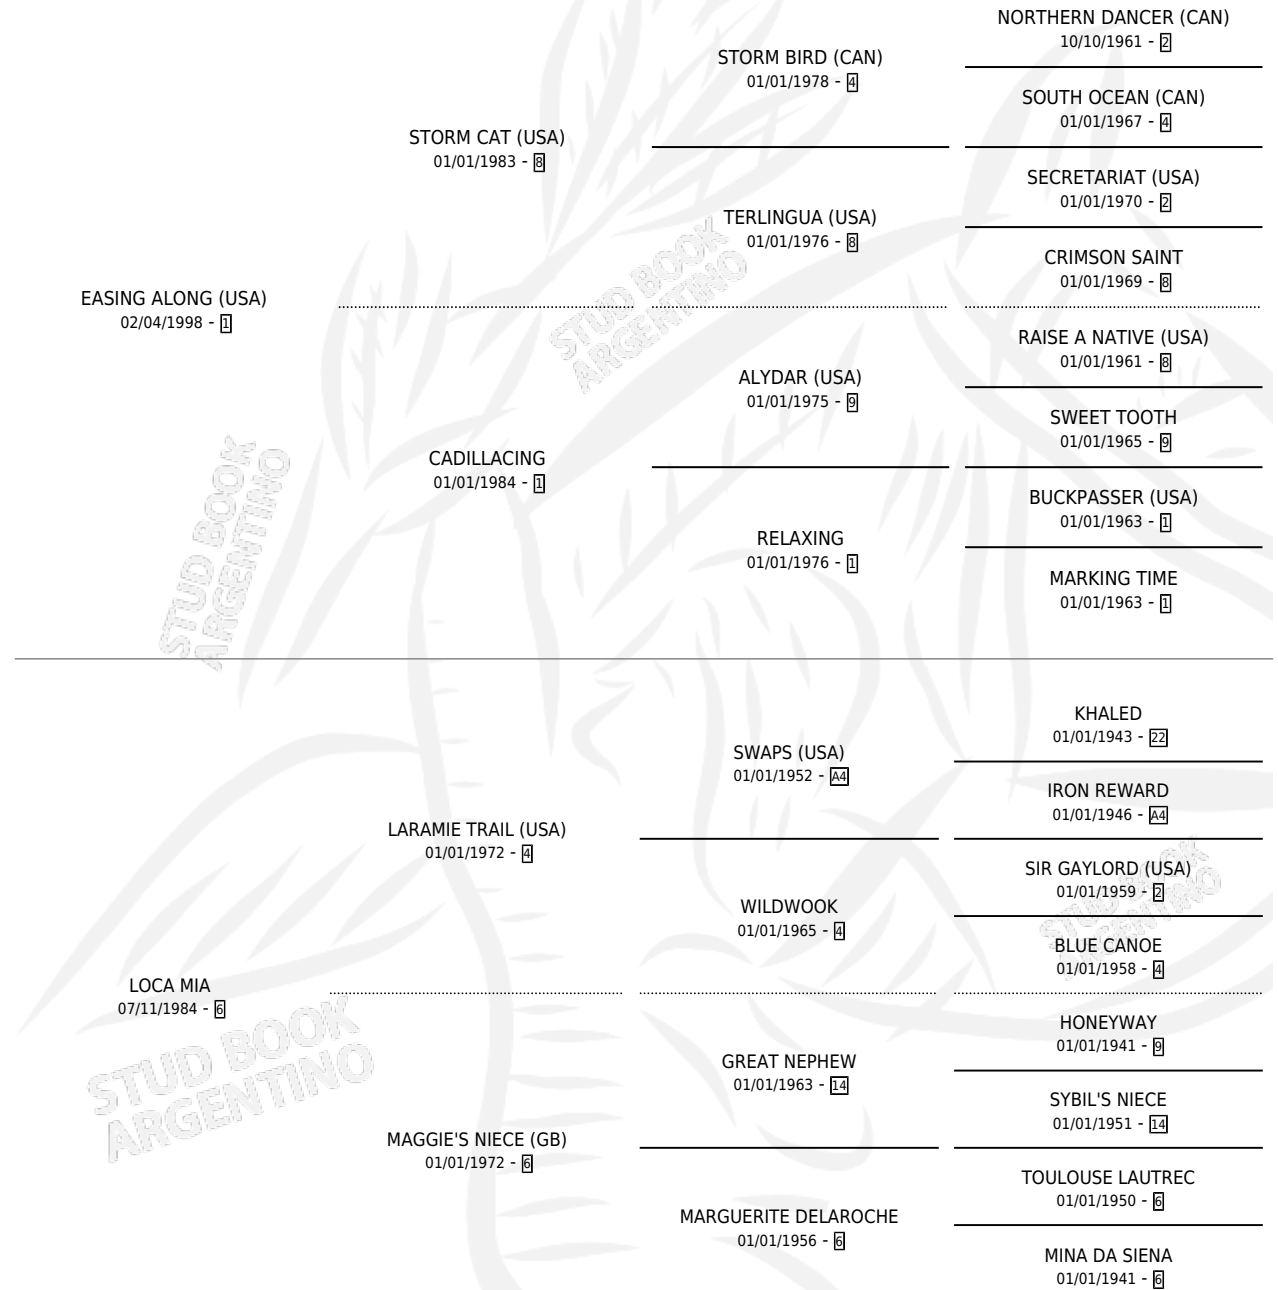 NORTHERN DANCER (CAN)
10/10/1961 - 2
STORM BIRD (CAN)
01/01/1978 - 4
SOUTH OCEAN (CAN)
01/01/1967 - 4
STORM CAT (USA)
01/01/1983 - 8
SECRETARIAT (USA)
01/01/1970 - 2
TERLINGUA (USA)
01/01/1976 - 8
CRIMSON SAINT
01/01/1969 - 8
EASING ALONG (USA)
02/04/1998 - 1
RAISE A NATIVE (USA)
01/01/1961 - 8
ALYDAR (USA)
01/01/1975 - 9
SWEET TOOTH
01/01/1965 - 9
CADILLACING
01/01/1984 - 1
BUCKPASSER (USA)
01/01/1963 - 1
RELAXING
01/01/1976 - 1
MARKING TIME
01/01/1963 - 1
KHALED
01/01/1943 - 22
SWAPS (USA)
01/01/1952 - A4
IRON REWARD
01/01/1946 - A4
LARAMIE TRAIL (USA)
01/01/1972 - 4
SIR GAYLORD (USA)
01/01/1959 - 2
WILDWOOK
01/01/1965 - 4
BLUE CANOE
01/01/1958 - 4
LOCA MIA
07/11/1984 - 6
HONEYWAY
01/01/1941 - 9
GREAT NEPHEW
01/01/1963 - 14
SYBIL'S NIECE
01/01/1951 - 14
MAGGIE'S NIECE (GB)
01/01/1972 - 6
TOULOUSE LAUTREC
01/01/1950 - 6
MARGUERITE DELAROCHE
01/01/1956 - 6
MINA DA SIENA
01/01/1941 - 6
STUD BOOK
ARGENTINO
STUD BOOK
ARGENTINO
STUD BOOK
ARGENTINO
STUD BOOK
ARGENTINO